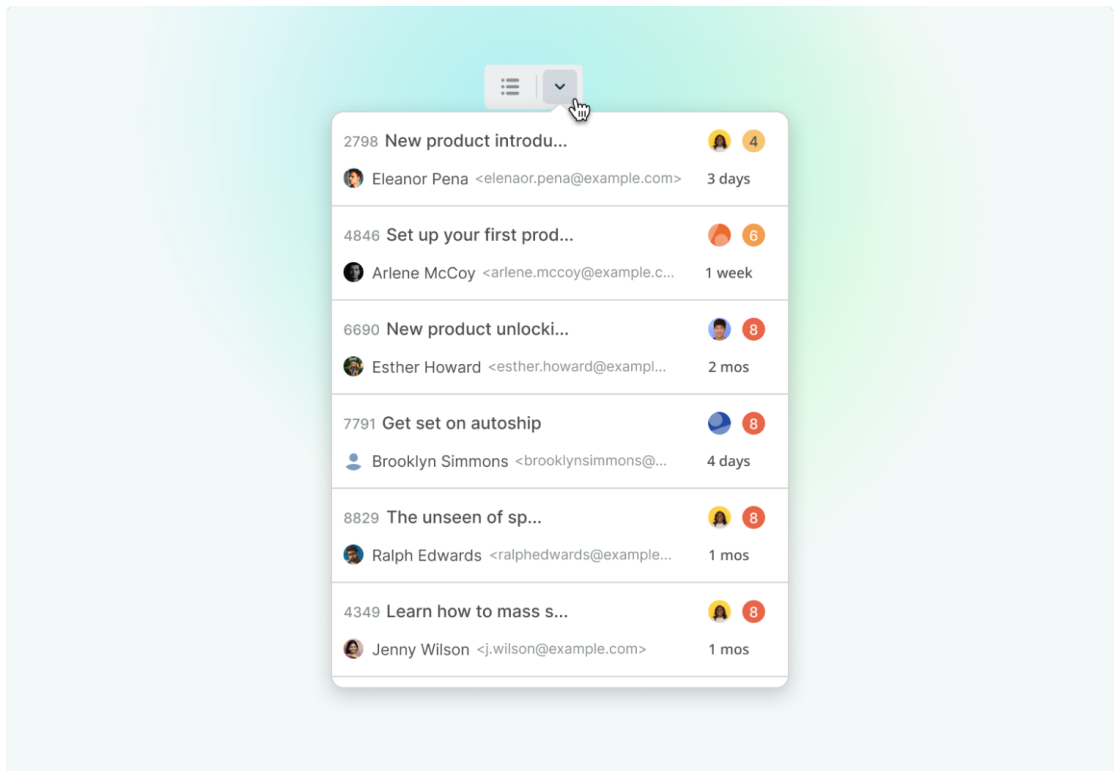 2798 New product introdu... 4
Eleanor Pena <elenaor.pena@example.com> 3 days
4846 Set up your first prod... 6
Arlene McCoy <arlene.mccoy@example.c... 1 week
6690 New product unlocki... 8
Esther Howard <esther.howard@exampl... 2 mos
7791 Get set on autoship 8
Brooklyn Simmons <brooklynsimmons@... 4 days
8829 The unseen of sp... 8
Ralph Edwards <ralphedwards@example... 1 mos
4349 Learn how to mass s... 8
Jenny Wilson <j.wilson@example.com> 1 mos